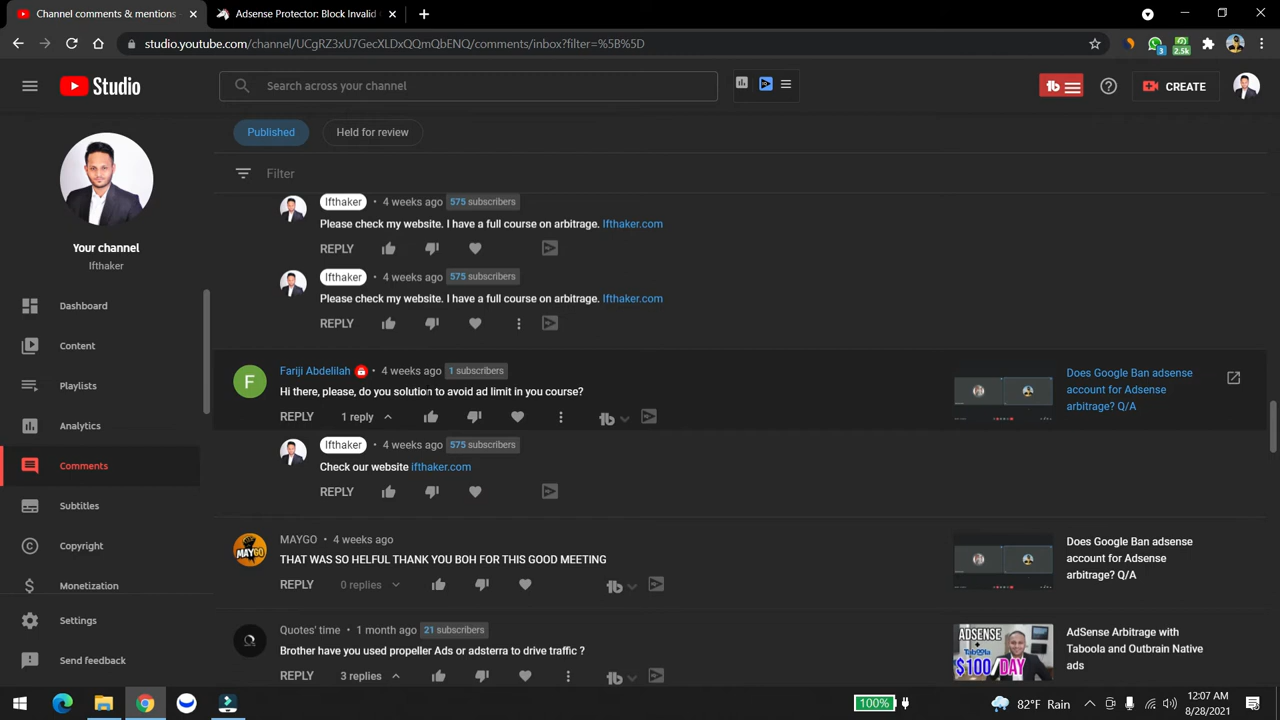 Channel comments & mentions
Adsense Protector: Block Invalid
studio.youtube.com/channel/UCgRZ3xU7GecXLDxQQmQbENQ/comments/inbox?filter=%5B%5D
3
2.5k
Studio
Search across your channel
tb
CREATE
Published
Held for review
Filter
Your channel
Ifthaker
Dashboard
Content
Playlists
Analytics
Comments
Subtitles
Copyright
Monetization
Settings
Send feedback
Ifthaker • 4 weeks ago 575 subscribers
Please check my website. I have a full course on arbitrage. Ifthaker.com
REPLY
Ifthaker • 4 weeks ago 575 subscribers
Please check my website. I have a full course on arbitrage. Ifthaker.com
REPLY
F
Fariji Abdelilah • 4 weeks ago 1 subscribers
Hi there, please, do you solution to avoid ad limit in you course?
REPLY 1 reply tb
Does Google Ban adsense
account for Adsense
arbitrage? Q/A
Ifthaker • 4 weeks ago 575 subscribers
Check our website ifthaker.com
REPLY
MAYGO
MAYGO • 4 weeks ago
THAT WAS SO HELFUL THANK YOU BOH FOR THIS GOOD MEETING
REPLY 0 replies tb
Does Google Ban adsense
account for Adsense
arbitrage? Q/A
Quotes' time • 1 month ago 21 subscribers
Brother have you used propeller Ads or adsterra to drive traffic ?
REPLY 3 replies tb
ADSENSE
Taboola
$100/DAY
AdSense Arbitrage with
Taboola and Outbrain Native
ads
100%
82°F Rain
12:07 AM
8/28/2021